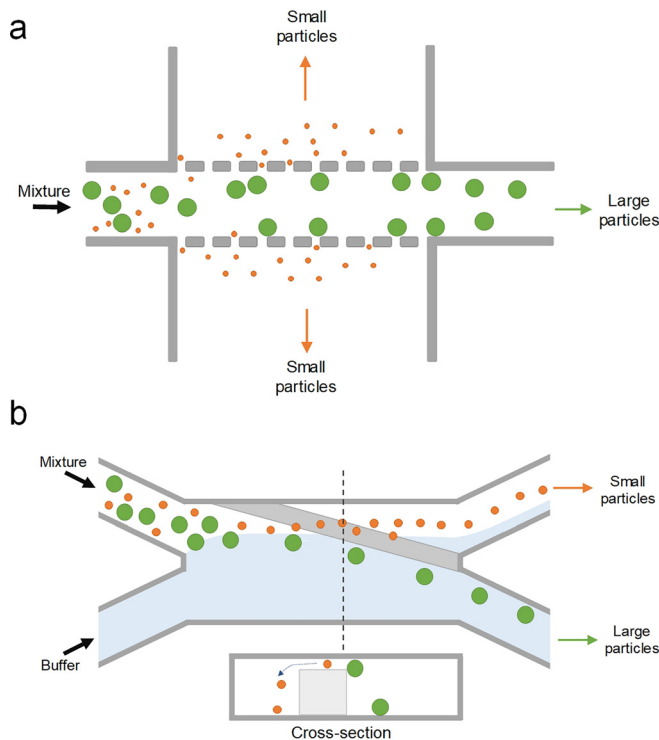 a
Small
particles
Mixture
Large
particles
Small
particles
b
Mixture
Small
particles
Buffer
Large
particles
Cross-section